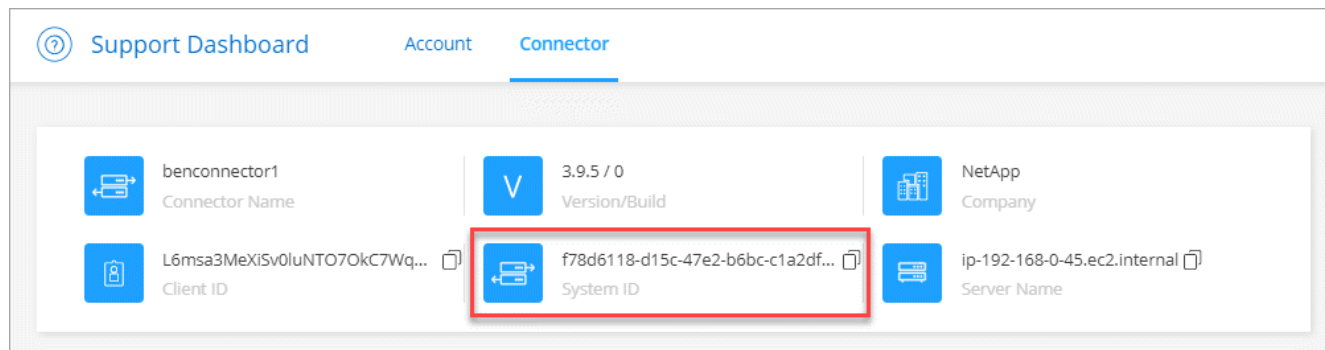 Support Dashboard Account Connector
benconnector1 3.9.5 / 0 NetApp
Connector Name V Version/Build Company
L6msa3MeXiSv0luNTO7OkC7Wq... f78d6118-d15c-47e2-b6bc-c1a2df... ip-192-168-0-45.ec2.internal
Client ID System ID Server Name